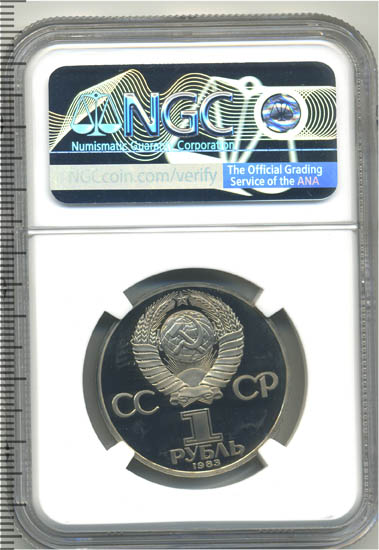 NGC
Numismatic Guaranty Corporation
NGCcoin.com/verify
The Official Grading
Service of the ANA
СС СР
1
РУБЛЬ
1983